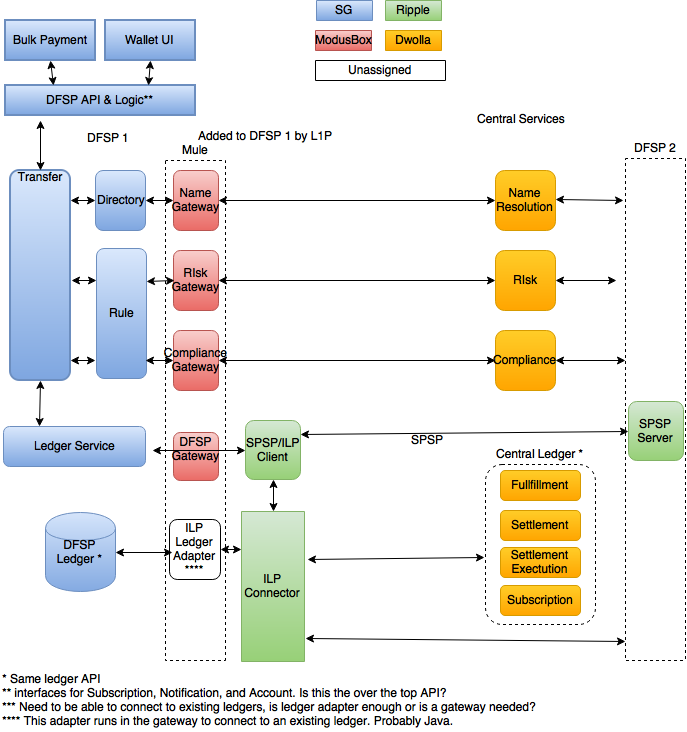 SG
Ripple
Bulk Payment
Wallet UI
ModusBox
Dwolla
Unassigned
DFSP API & Logic**
Central Services
DFSP 1
Added to DFSP 1 by L1P
Mule
DFSP 2
Transfer
Directory
Name
Gateway
Name
Resolution
RIsk
Gateway
RIsk
Rule
Compliance
Gateway
Compliance
Ledger Service
DFSP
Gateway
SPSP/ILP
Client
SPSP
SPSP
Server
Central Ledger *
Fullfillment
Settlement
Settlement
Exectution
Subscription
DFSP
Ledger *
ILP
Ledger
Adapter
****
ILP
Connector
* Same ledger API
** interfaces for Subscription, Notification, and Account. Is this the over the top API?
*** Need to be able to connect to existing ledgers, is ledger adapter enough or is a gateway needed?
**** This adapter runs in the gateway to connect to an existing ledger. Probably Java.